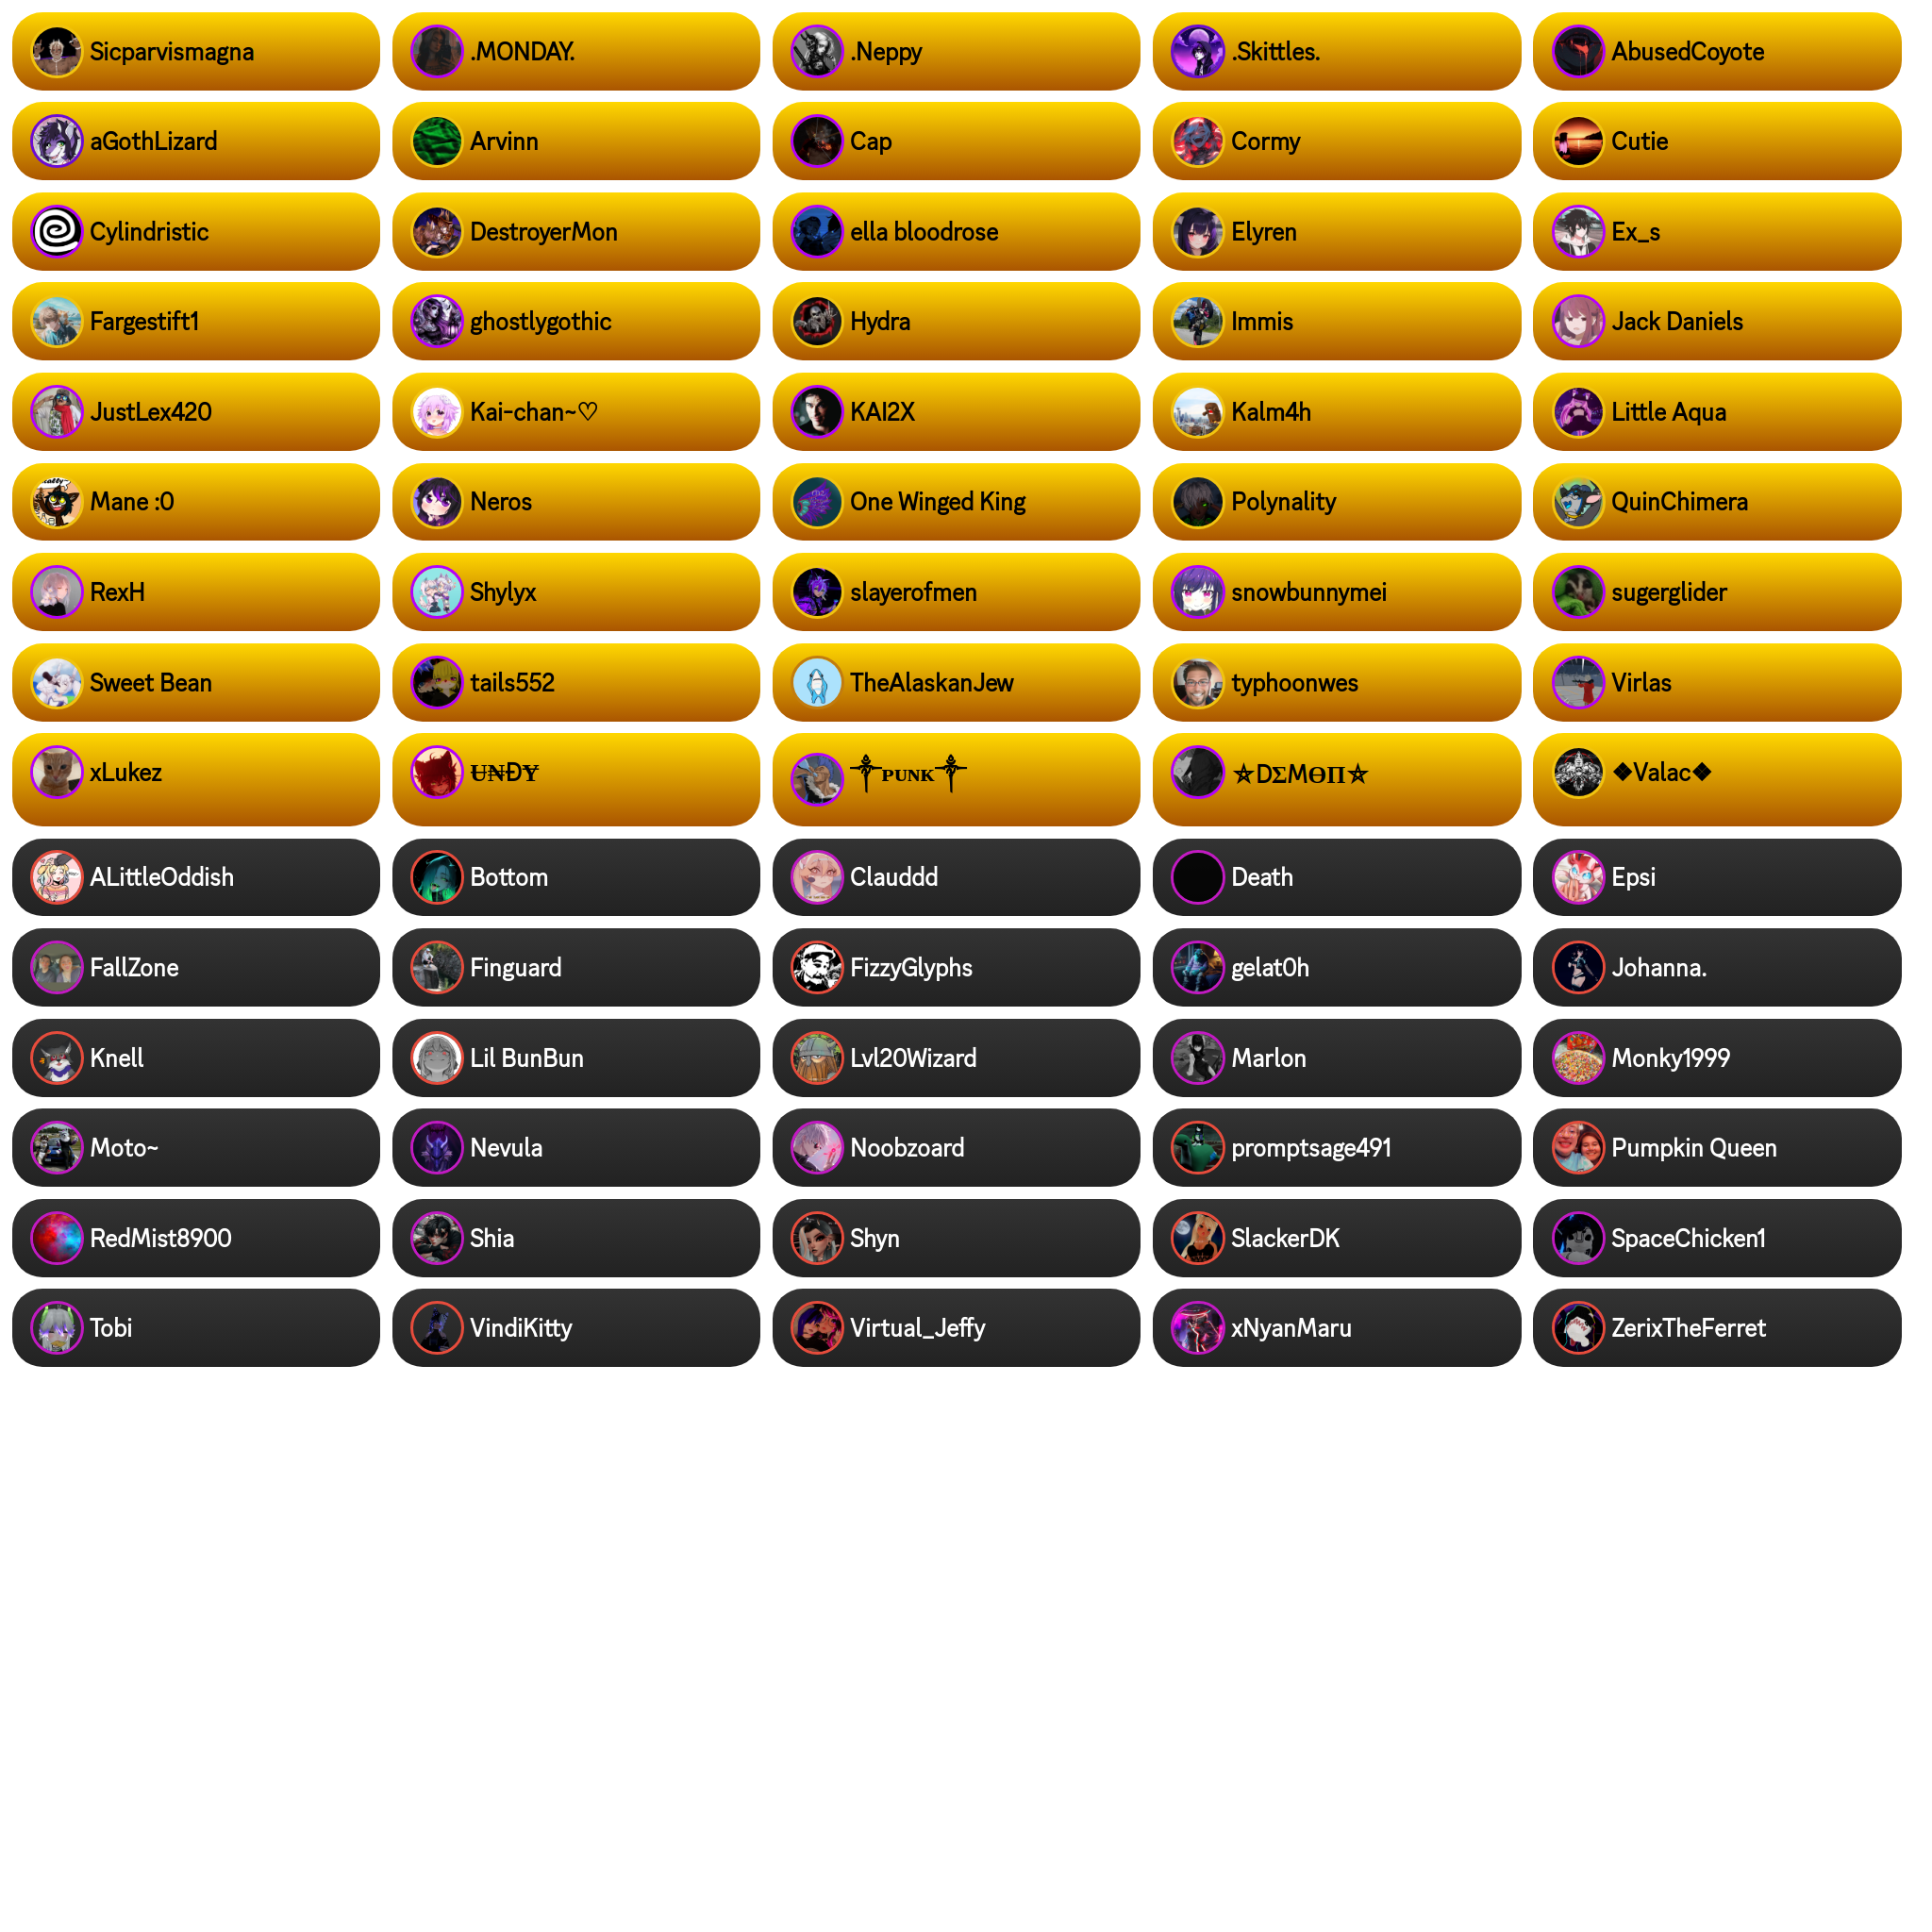 Sicparvismagna
.MONDAY.
.Neppy
.Skittles.
AbusedCoyote
aGothLizard
Arvinn
Cap
Cormy
Cutie
Cylindristic
DestroyerMon
ella bloodrose
Elyren
Ex_s
Fargestift1
ghostlygothic
Hydra
Immis
Jack Daniels
JustLex420
Kai-chan~♡
KAI2X
Kalm4h
Little Aqua
Mane :0
Neros
One Winged King
Polynality
QuinChimera
RexH
Shylyx
slayerofmen
snowbunnymei
sugerglider
Sweet Bean
tails552
TheAlaskanJew
typhoonwes
Virlas
xLukez
U̶₦ĐɎ
༒ᴘᴜɴᴋ༒
⛤DΣMӨΠ⛤
❖Valac❖
ALittleOddish
Bottom
Clauddd
Death
Epsi
FallZone
Finguard
FizzyGlyphs
gelat0h
Johanna.
Knell
Lil BunBun
Lvl20Wizard
Marlon
Monky1999
Moto~
Nevula
Noobzoard
promptsage491
Pumpkin Queen
RedMist8900
Shia
Shyn
SlackerDK
SpaceChicken1
Tobi
VindiKitty
Virtual_Jeffy
xNyanMaru
ZerixTheFerret